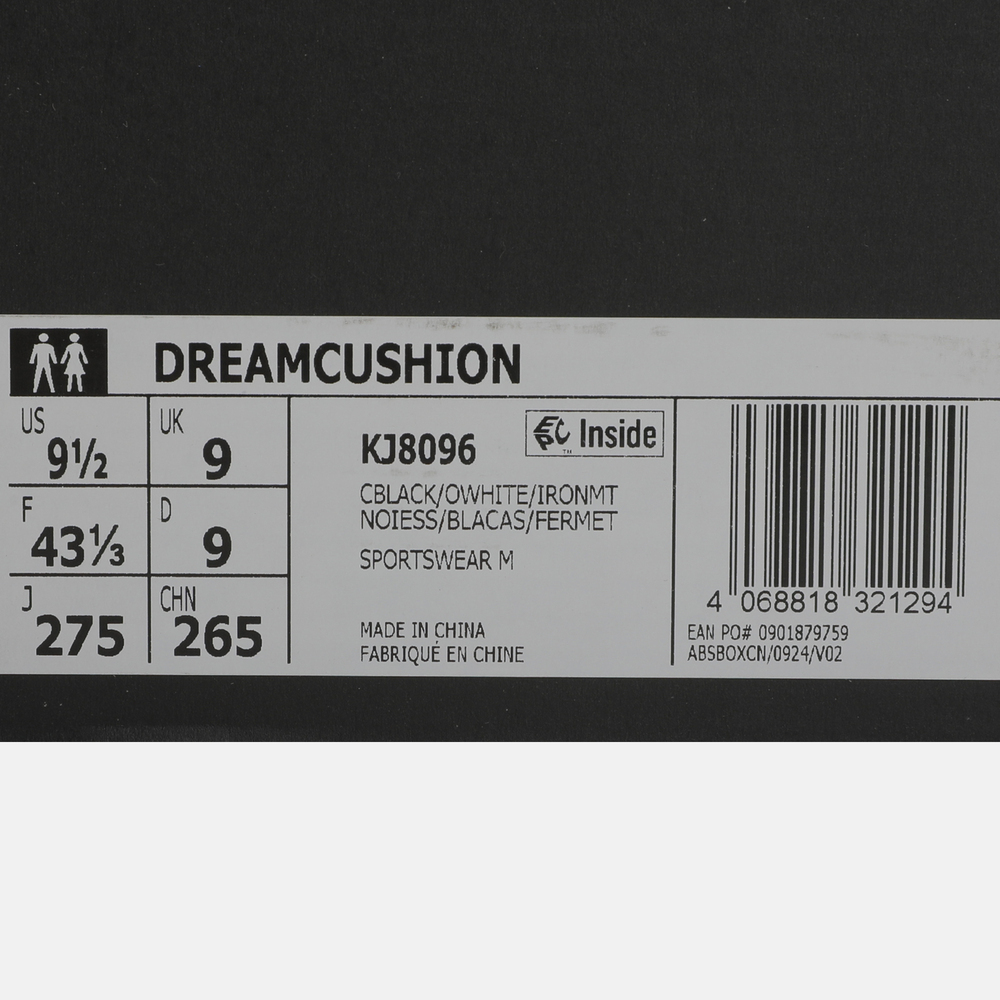 DREAMCUSHION
US 9½ UK 9
F 43⅓ D 9
J 275 CHN 265
KJ8096
EPC™ Inside
CBLACK/OWHITE/IRONMT
NOIESS/BLACAS/FERMET
SPORTSWEAR M
MADE IN CHINA
FABRIQUÉ EN CHINE
4 068818 321294
EAN PO# 0901879759
ABSBOXCN/0924/V02